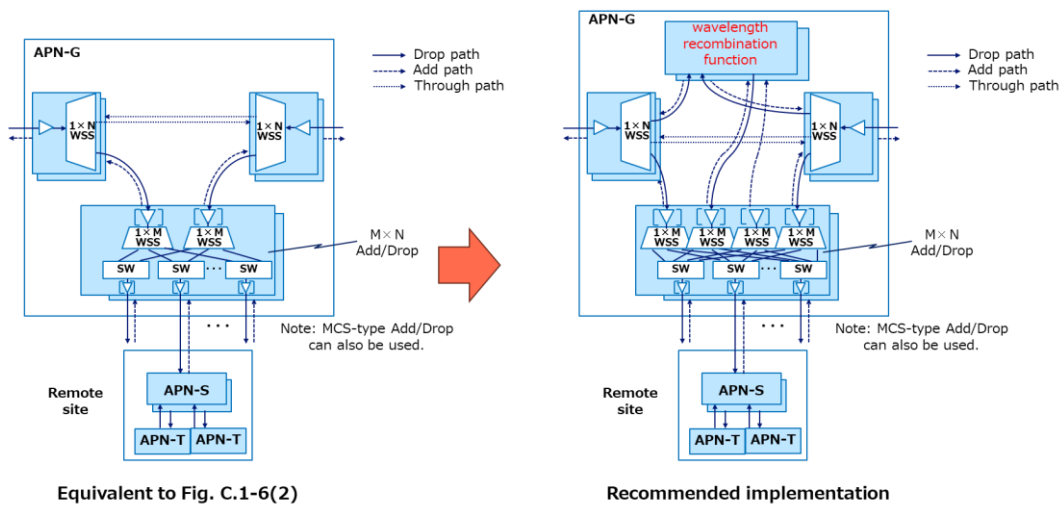 APN-G
Drop path
Add path
Through path
1×N
WSS
1×N
WSS
1×M
WSS
1×M
WSS
M×N
Add/Drop
SW
SW
...
SW
...
Note: MCS-type Add/Drop
can also be used.
Remote
site
APN-S
APN-T
APN-T
Equivalent to Fig. C.1-6(2)
APN-G
wavelength
recombination
function
Drop path
Add path
Through path
1×N
WSS
1×N
WSS
1×M
WSS
1×M
WSS
1×M
WSS
1×M
WSS
M×N
Add/Drop
SW
SW
...
SW
...
Note: MCS-type Add/Drop
can also be used.
Remote
site
APN-S
APN-T
APN-T
Recommended implementation